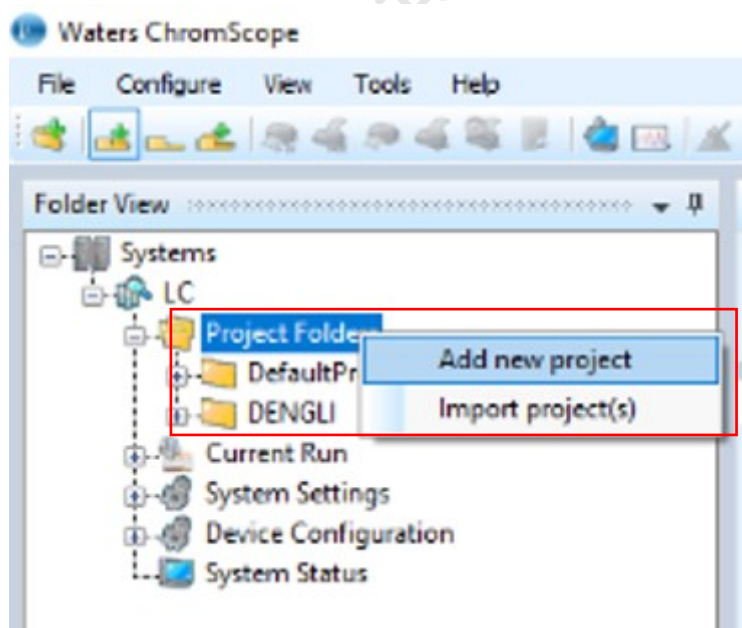 Waters ChromScope
File Configure View Tools Help
Folder View
Systems
LC
Project Folders
Add new project
DefaultPr
Import project(s)
DENGLI
Current Run
System Settings
Device Configuration
System Status